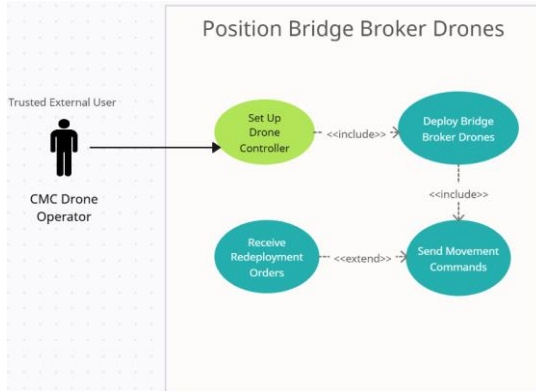 Position Bridge Broker Drones
Trusted External User
CMC Drone
Operator
Set Up
Drone
Controller
<<include>>
Deploy Bridge
Broker Drones
<<include>>
Receive
Redeployment
Orders
<<extend>>
Send Movement
Commands